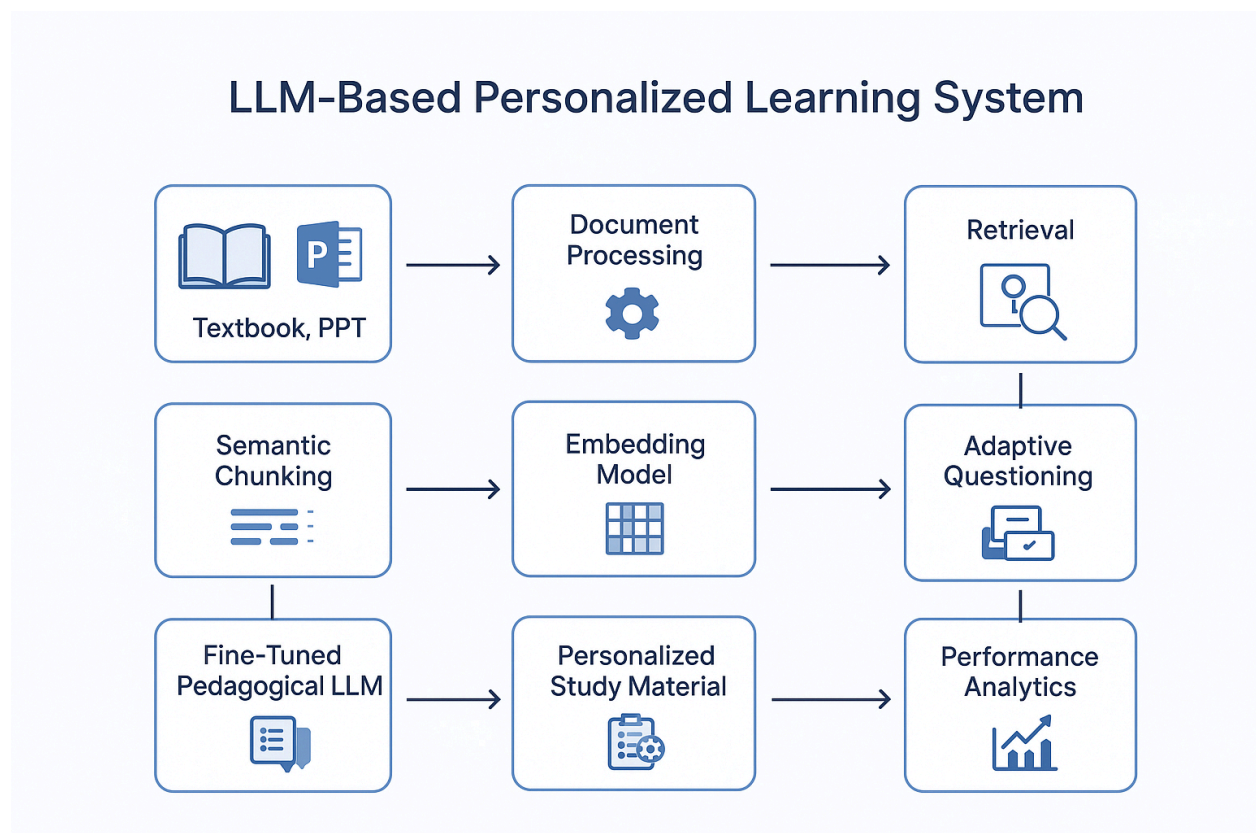 LLM-Based Personalized Learning System
P
Textbook, PPT
Document
Processing
Retrieval
Semantic
Chunking
Embedding
Model
Adaptive
Questioning
Fine-Tuned
Pedagogical LLM
Personalized
Study Material
Performance
Analytics